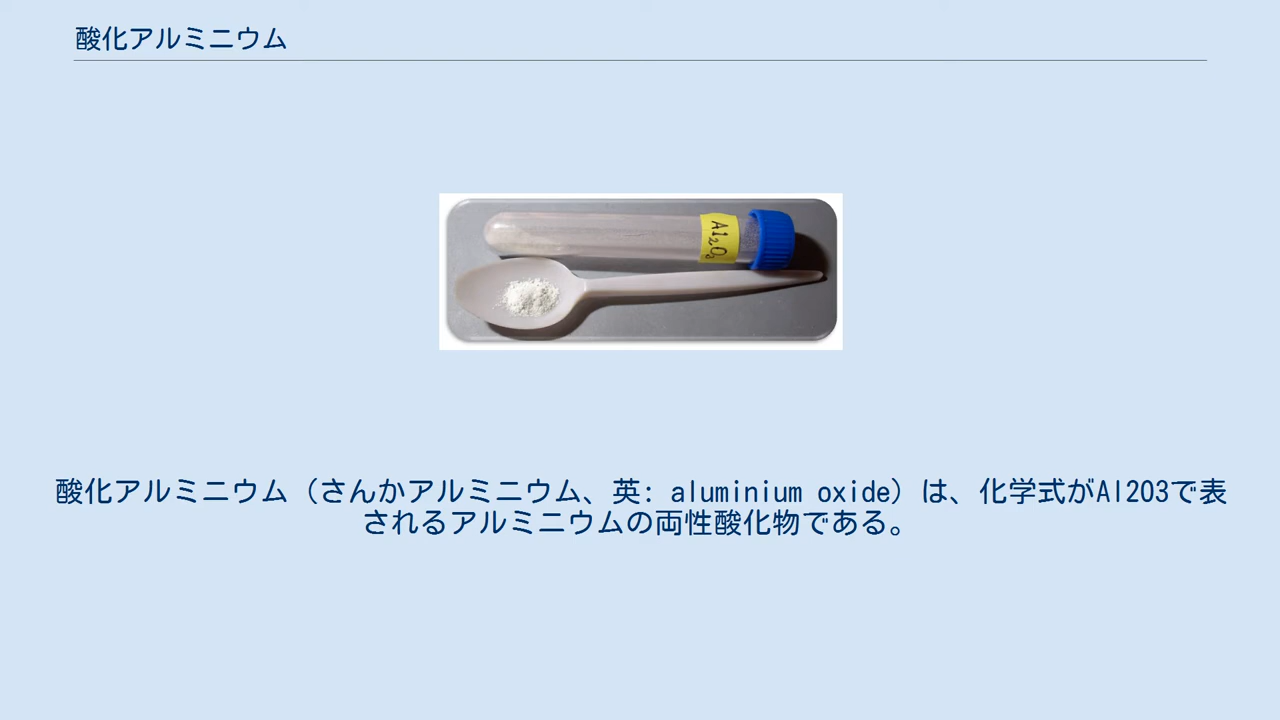 酸化アルミニウム
Al₂O₃
酸化アルミニウム（さんかアルミニウム、英: aluminium oxide）は、化学式がAl2O3で表
されるアルミニウムの両性酸化物である。